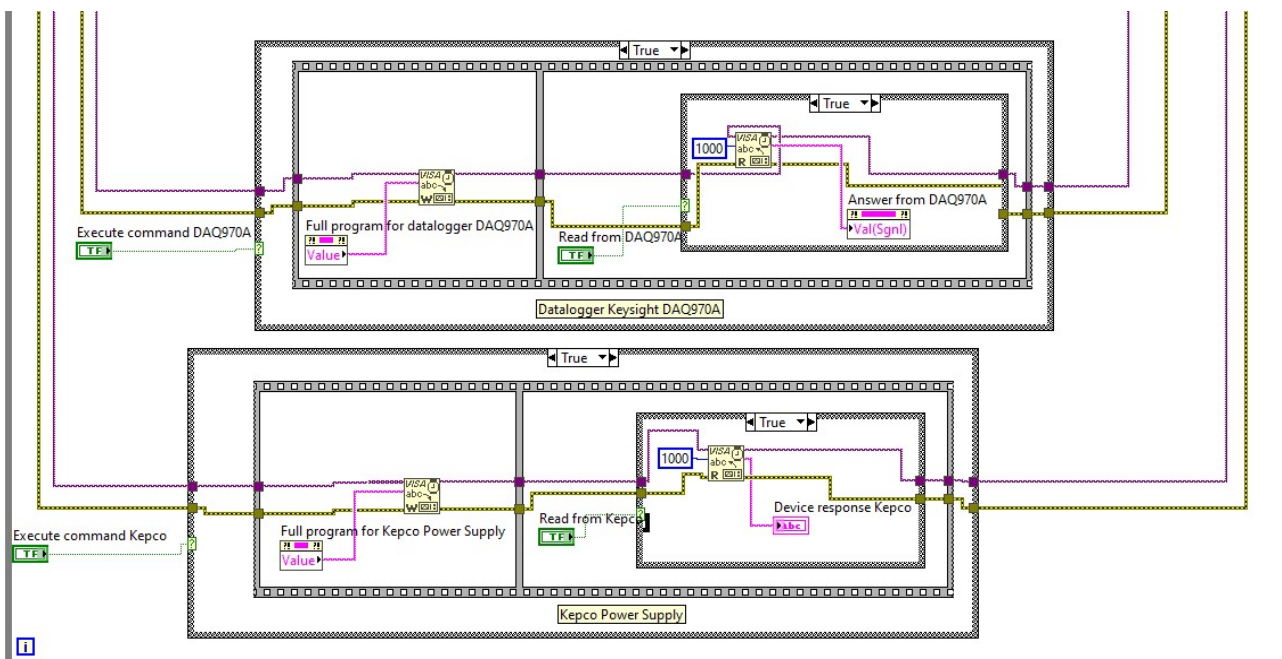 True
True
VISA
abc
W
1000
VISA
abc
R
Answer from DAQ970A
Val(Sgnl)
Execute command DAQ970A
TF
Full program for datalogger DAQ970A
Value
Read from DAQ970A
TF
?
?
Datalogger Keysight DAQ970A
True
True
VISA
abc
W
1000
VISA
abc
R
Device response Kepco
abc
Execute command Kepco
TF
Full program for Kepco Power Supply
Value
Read from Kepco
TF
?
?
Kepco Power Supply
i